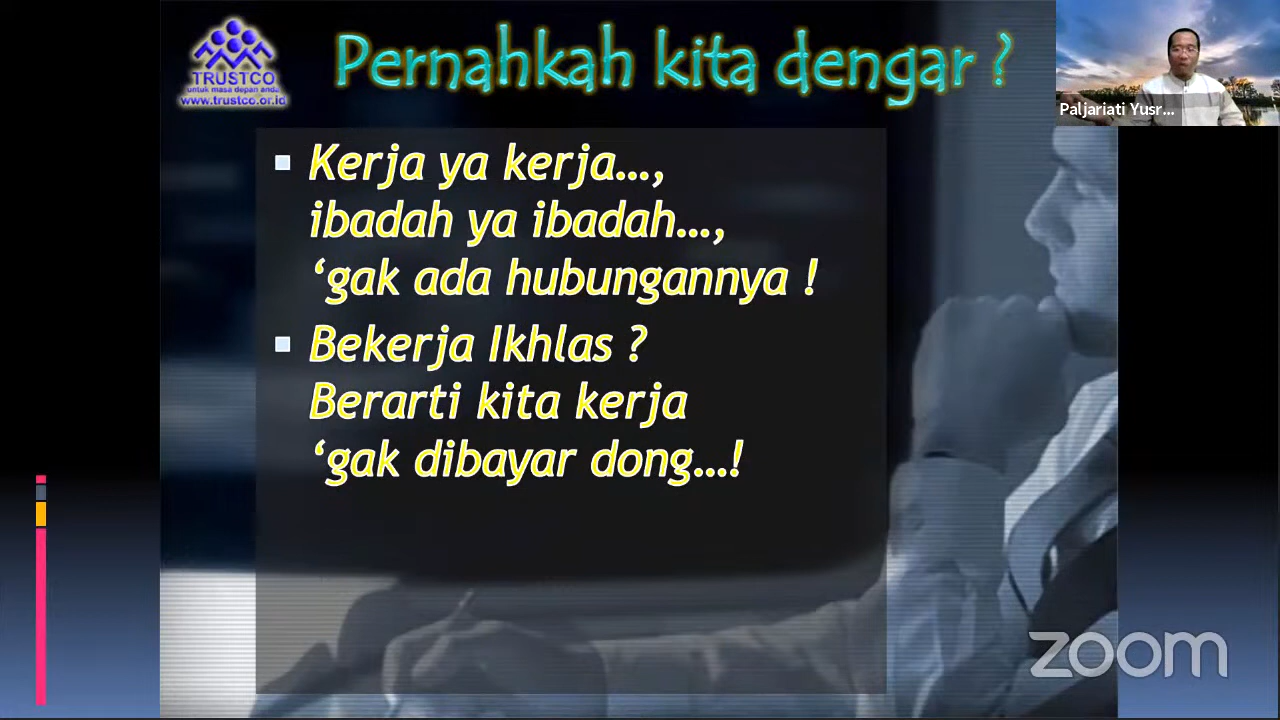 TRUSTCO
untuk masa depan anda
www.trustco.or.id
Pernahkah kita dengar ?
Paljariati Yusr...
Kerja ya kerja…,
ibadah ya ibadah…,
‘gak ada hubungannya !
Bekerja Ikhlas ?
Berarti kita kerja
‘gak dibayar dong…!
zoom